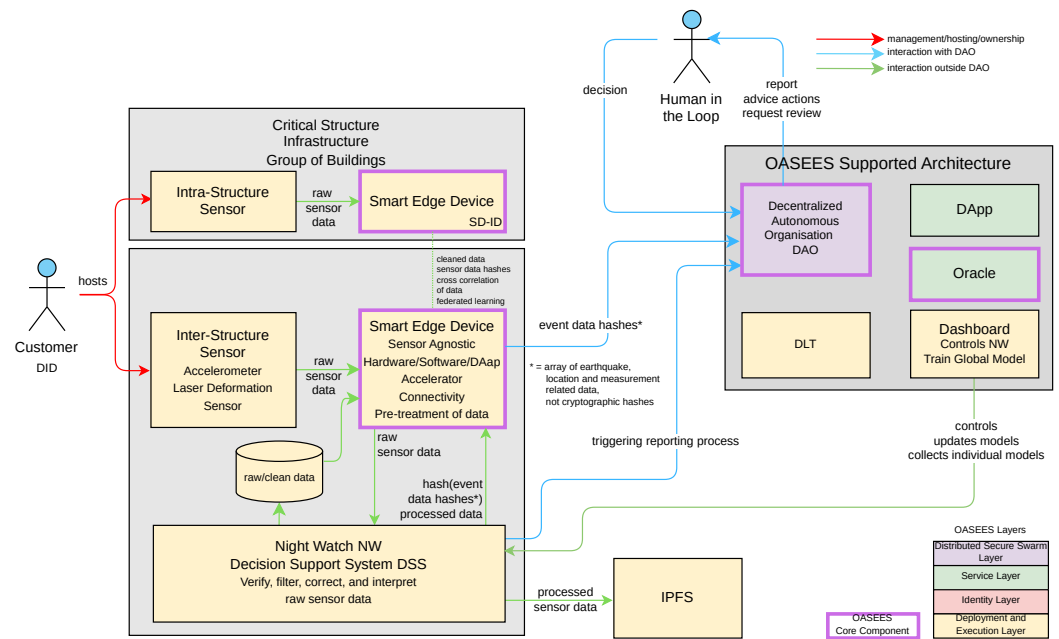 management/hosting/ownership
interaction with DAO
interaction outside DAO
decision
Human in
the Loop
report
advice actions
request review
Critical Structure
Infrastructure
Group of Buildings
Intra-Structure
Sensor
raw
sensor
data
Smart Edge Device
SD-ID
OASEES Supported Architecture
Decentralized
Autonomous
Organisation
DAO
DApp
Oracle
DLT
Dashboard
Controls NW
Train Global Model
cleaned data
sensor data hashes
cross correlation
of data
federated learning
hosts
Customer
DID
Inter-Structure
Sensor
Accelerometer
Laser Deformation
Sensor
raw
sensor
data
Smart Edge Device
Sensor Agnostic
Hardware/Software/DAap
Accelerator
Connectivity
Pre-treatment of data
event data hashes*
* = array of earthquake,
location and measurement
related data,
not cryptographic hashes
raw/clean data
raw
sensor data
hash(event
data hashes*)
processed data
triggering reporting process
controls
updates models
collects individual models
Night Watch NW
Decision Support System DSS
Verify, filter, correct, and interpret
raw sensor data
processed
sensor data
IPFS
OASEES
Core Component
OASEES Layers
Distributed Secure Swarm
Layer
Service Layer
Identity Layer
Deployment and
Execution Layer